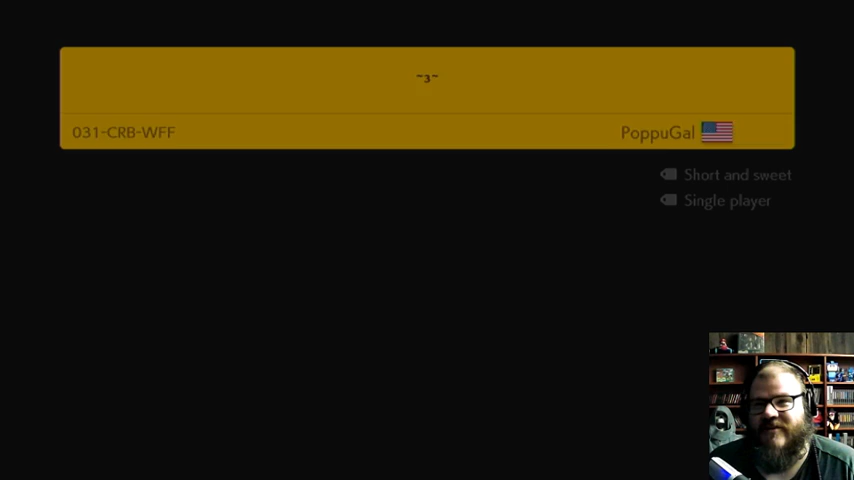 ~3~
031-CRB-WFF
PoppuGal
Short and sweet
Single player